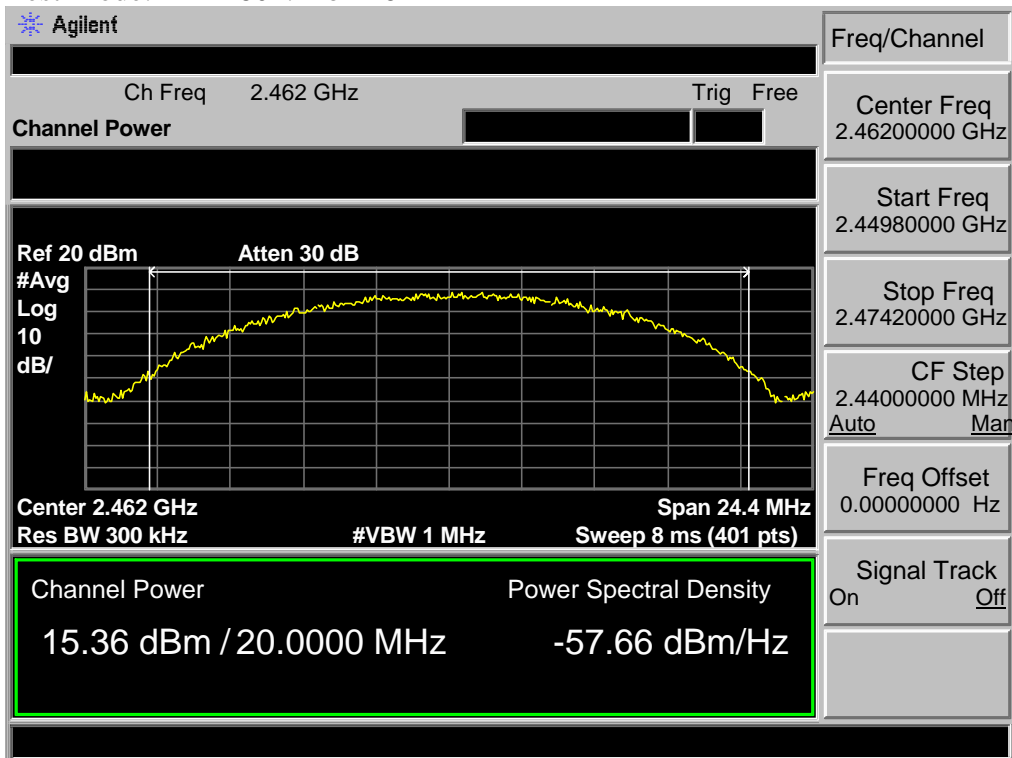 Agilent
Freq/Channel
Ch Freq 2.462 GHz Trig Free
Channel Power
Center Freq
2.46200000 GHz
Start Freq
2.44980000 GHz
Ref 20 dBm Atten 30 dB
#Avg
Log
10
dB/
Stop Freq
2.47420000 GHz
CF Step
2.44000000 MHz
Auto Man
Freq Offset
0.00000000 Hz
Center 2.462 GHz Span 24.4 MHz
Res BW 300 kHz #VBW 1 MHz Sweep 8 ms (401 pts)
Signal Track
On Off
Channel Power Power Spectral Density
15.36 dBm / 20.0000 MHz -57.66 dBm/Hz